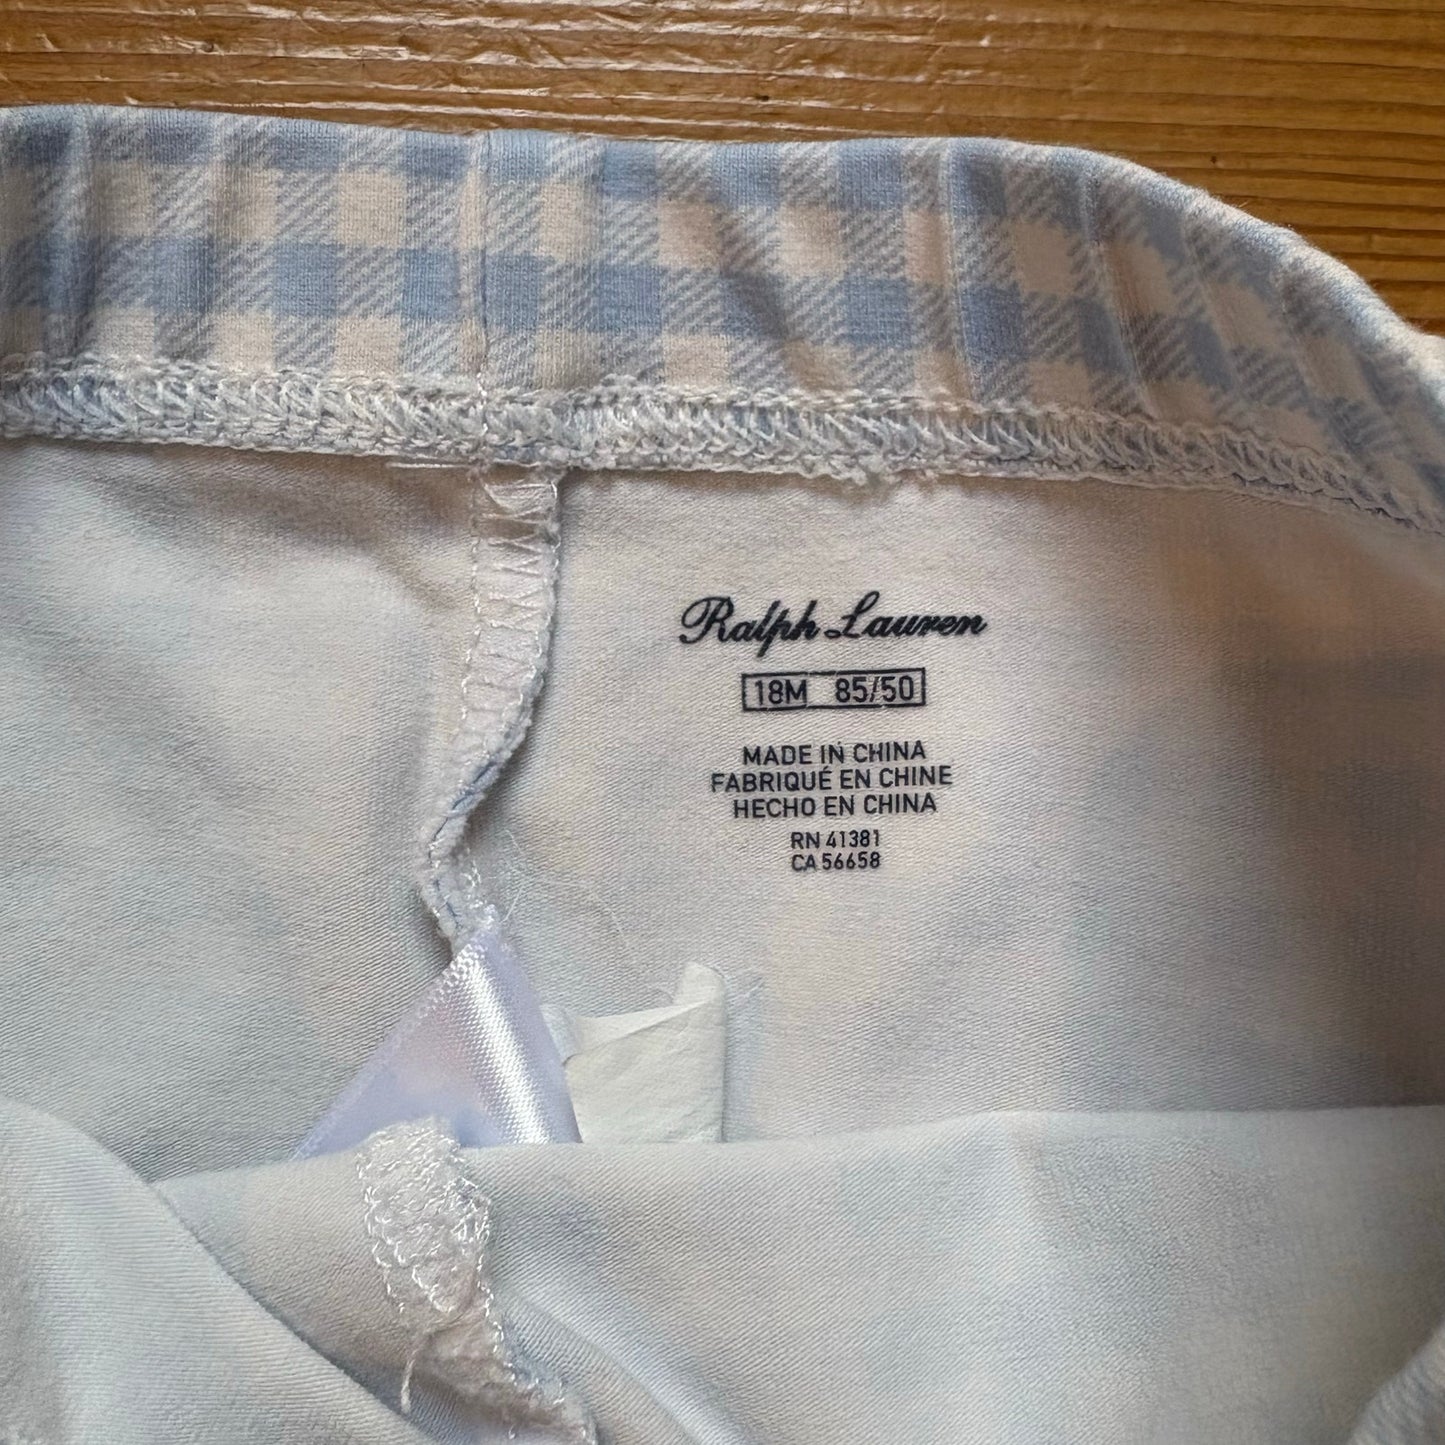 Ralph Lauren
18M 85/50
MADE IN CHINA
FABRIQUÉ EN CHINE
HECHO EN CHINA
RN 41381
CA 56658